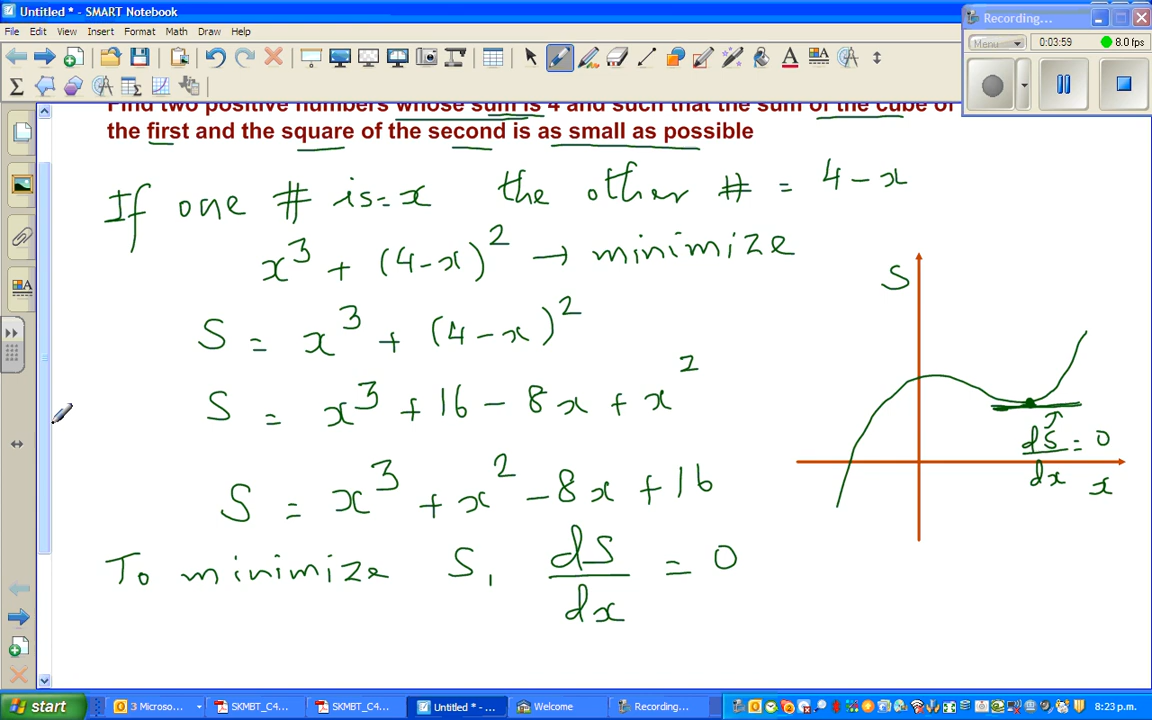 Untitled * - SMART Notebook
File Edit View Insert Format Math Draw Help
Recording...
Menu 0:03:59 8.0 fps
Find two positive numbers whose sum is 4 and such that the sum of the cube of
the first and the square of the second is as small as possible
If one # is = x the other # = 4 - x
x³ + (4-x)² → minimize
S = x³ + (4-x)²
S = x³ + 16 - 8x + x²
S = x³ + x² - 8x + 16
To minimize S, dS/dx = 0
S
dS/dx = 0
x
start 3 Microso... SKMBT_C4... SKMBT_C4... Untitled * - ... Welcome Recording... 8:23 p.m.